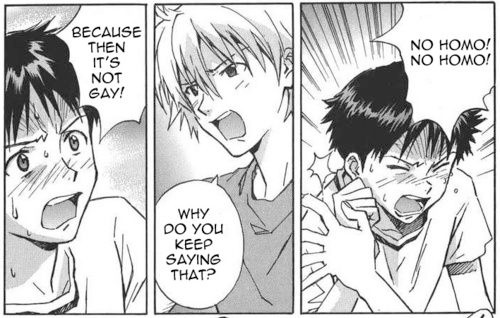 NO HOMO!
NO HOMO!
WHY
DO YOU
KEEP
SAYING
THAT?
BECAUSE
THEN
IT'S
NOT
GAY!